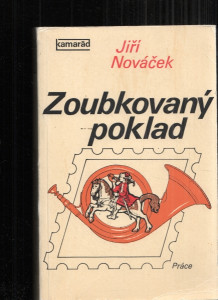 kamarád
Jiří
Nováček
Zoubkovaný
poklad
Práce